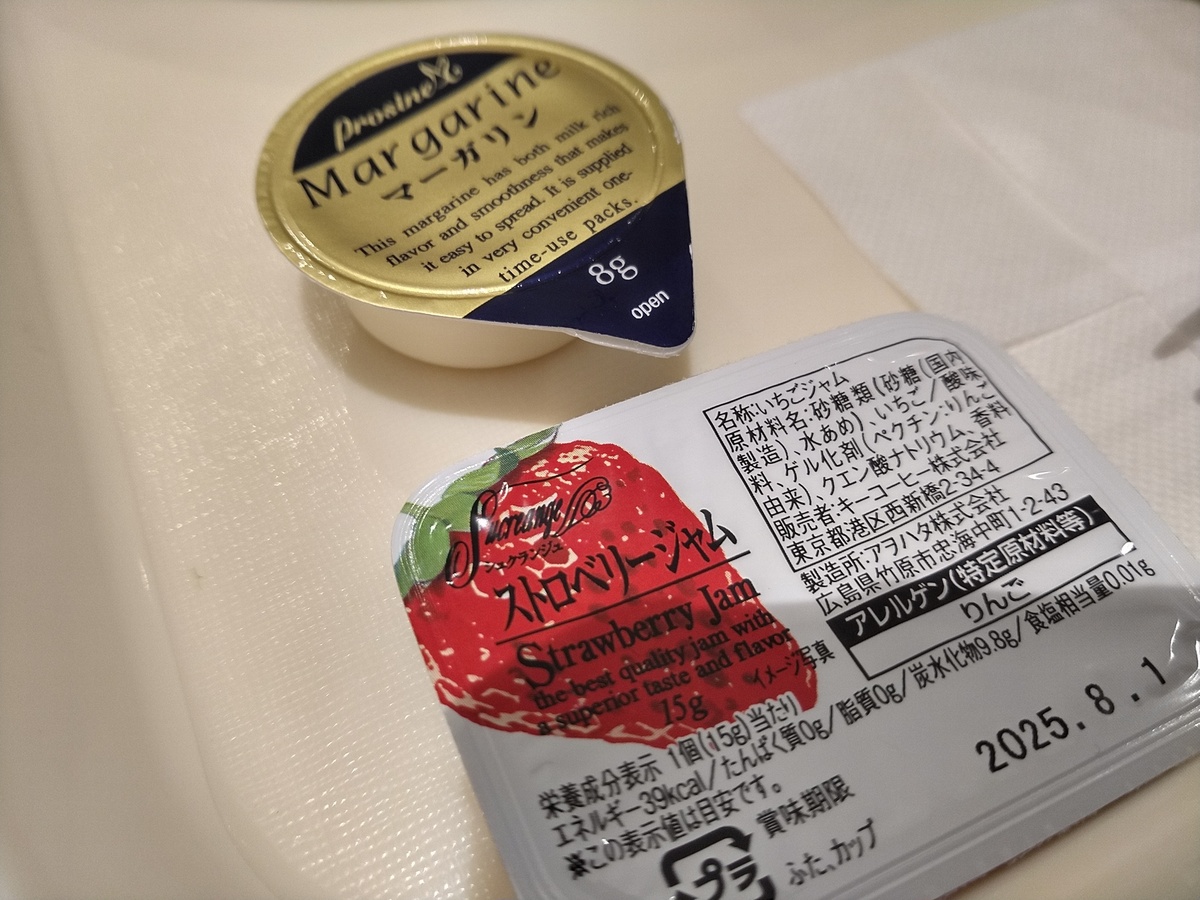 prosine
Margarine
マーガリン
This margarine has both milk rich
flavor and smoothness that makes
it easy to spread. It is supplied
in very convenient one-
time-use packs.
8g
open
Sucrange
シュクランジュ
ストロベリージャム
Strawberry Jam
the best quality jam with
a superior taste and flavor
15g
イメージ写真
名称:いちごジャム
原材料名:砂糖類(砂糖(国内
製造)、水あめ)、いちご/酸味
料、ゲル化剤(ペクチン:りんご
由来)、クエン酸ナトリウム、香料
販売者:キーコーヒー株式会社
東京都港区西新橋2-34-4
製造所:アヲハタ株式会社
広島県竹原市忠海中町1-2-43
アレルゲン(特定原材料等)
りんご
栄養成分表示 1個(15g)当たり
エネルギー39kcal/たんぱく質0g/脂質0g/炭水化物9.8g/食塩相当量0.01g
※この表示値は目安です。
賞味期限
2025.8.1
プラ
ふた、カップ